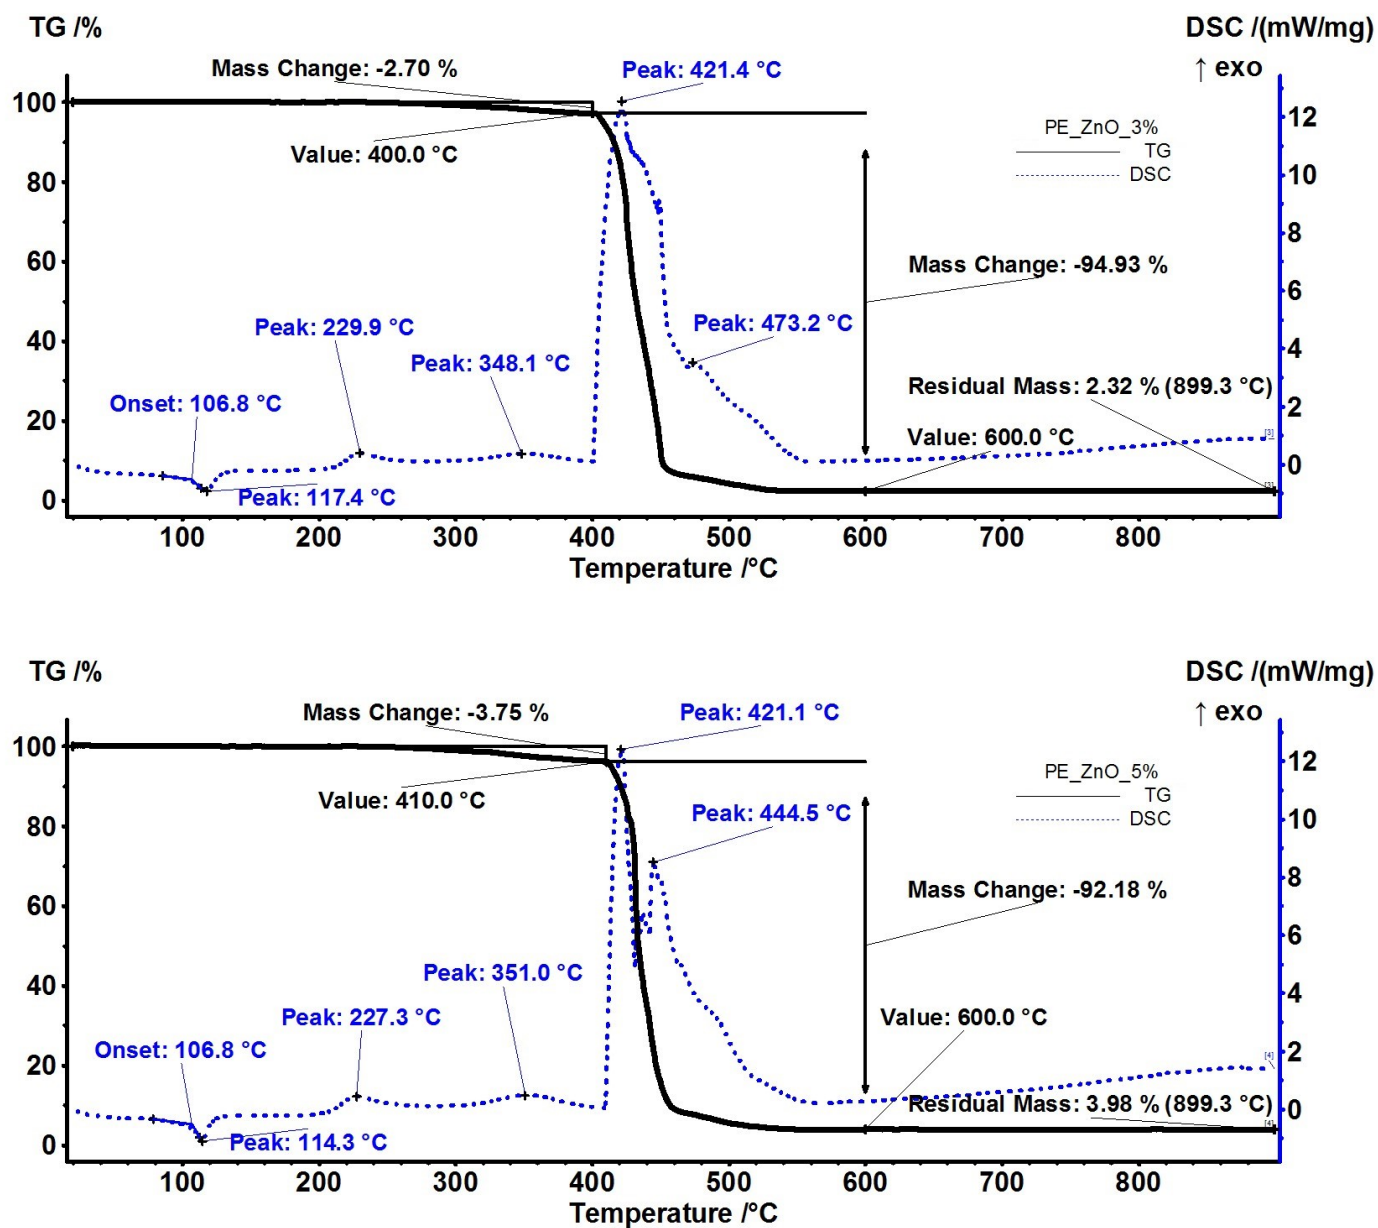 TG /%
DSC /(mW/mg)
↑ exo
Mass Change: -2.70 %
Peak: 421.4 °C
100
12
PE_ZnO_3%
TG
DSC
Value: 400.0 °C
80
10
8
60
Mass Change: -94.93 %
6
Peak: 229.9 °C
Peak: 473.2 °C
40
4
Peak: 348.1 °C
Residual Mass: 2.32 % (899.3 °C)
Onset: 106.8 °C
2
20
Value: 600.0 °C
[3]
0
Peak: 117.4 °C
[3]
0
100 200 300 400 500 600 700 800
Temperature /°C
TG /%
DSC /(mW/mg)
↑ exo
Mass Change: -3.75 %
Peak: 421.1 °C
100
12
PE_ZnO_5%
TG
DSC
Value: 410.0 °C
Peak: 444.5 °C
80
10
8
Mass Change: -92.18 %
60
6
Peak: 351.0 °C
40
4
Peak: 227.3 °C
Value: 600.0 °C
Onset: 106.8 °C
2
[4]
20
Residual Mass: 3.98 % (899.3 °C)
0
[4]
Peak: 114.3 °C
0
100 200 300 400 500 600 700 800
Temperature /°C